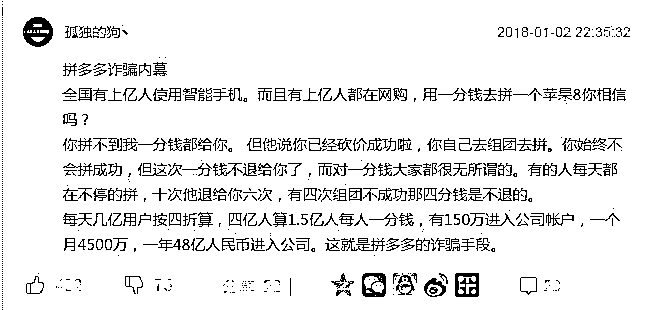 孤独的狗丶
2018-01-02 22:35:32
拼多多诈骗内幕
全国有上亿人使用智能手机。而且有上亿人都在网购，用一分钱去拼一个苹果8你相信
吗？
你拼不到我一分钱都给你。 但他说你已经砍价成功啦，你自己去组团去拼。你始终不
会拼成功，但这次一分钱不退给你了，而对一分钱大家都很无所谓的。有的人每天都
在不停的拼，十次他退给你六次，有四次组团不成功那四分钱是不退的。
每天几亿用户按四折算，四亿人算1.5亿人每人一分钱，有150万进入公司帐户，一个
月4500万，一年48亿人民币进入公司。这就是拼多多的诈骗手段。